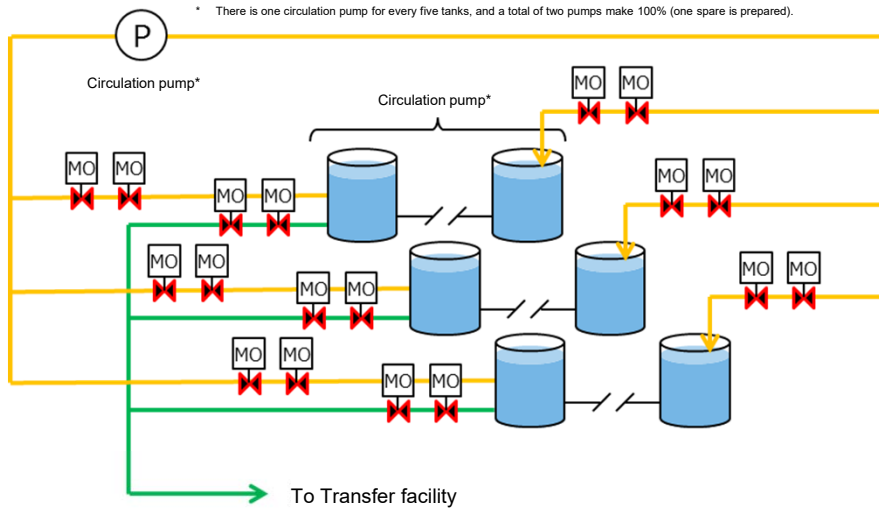 * There is one circulation pump for every five tanks, and a total of two pumps make 100% (one spare is prepared).
P
Circulation pump*
Circulation pump*
MO MO
MO MO
MO MO
MO MO
MO MO
MO MO
MO MO
MO MO
MO MO
To Transfer facility